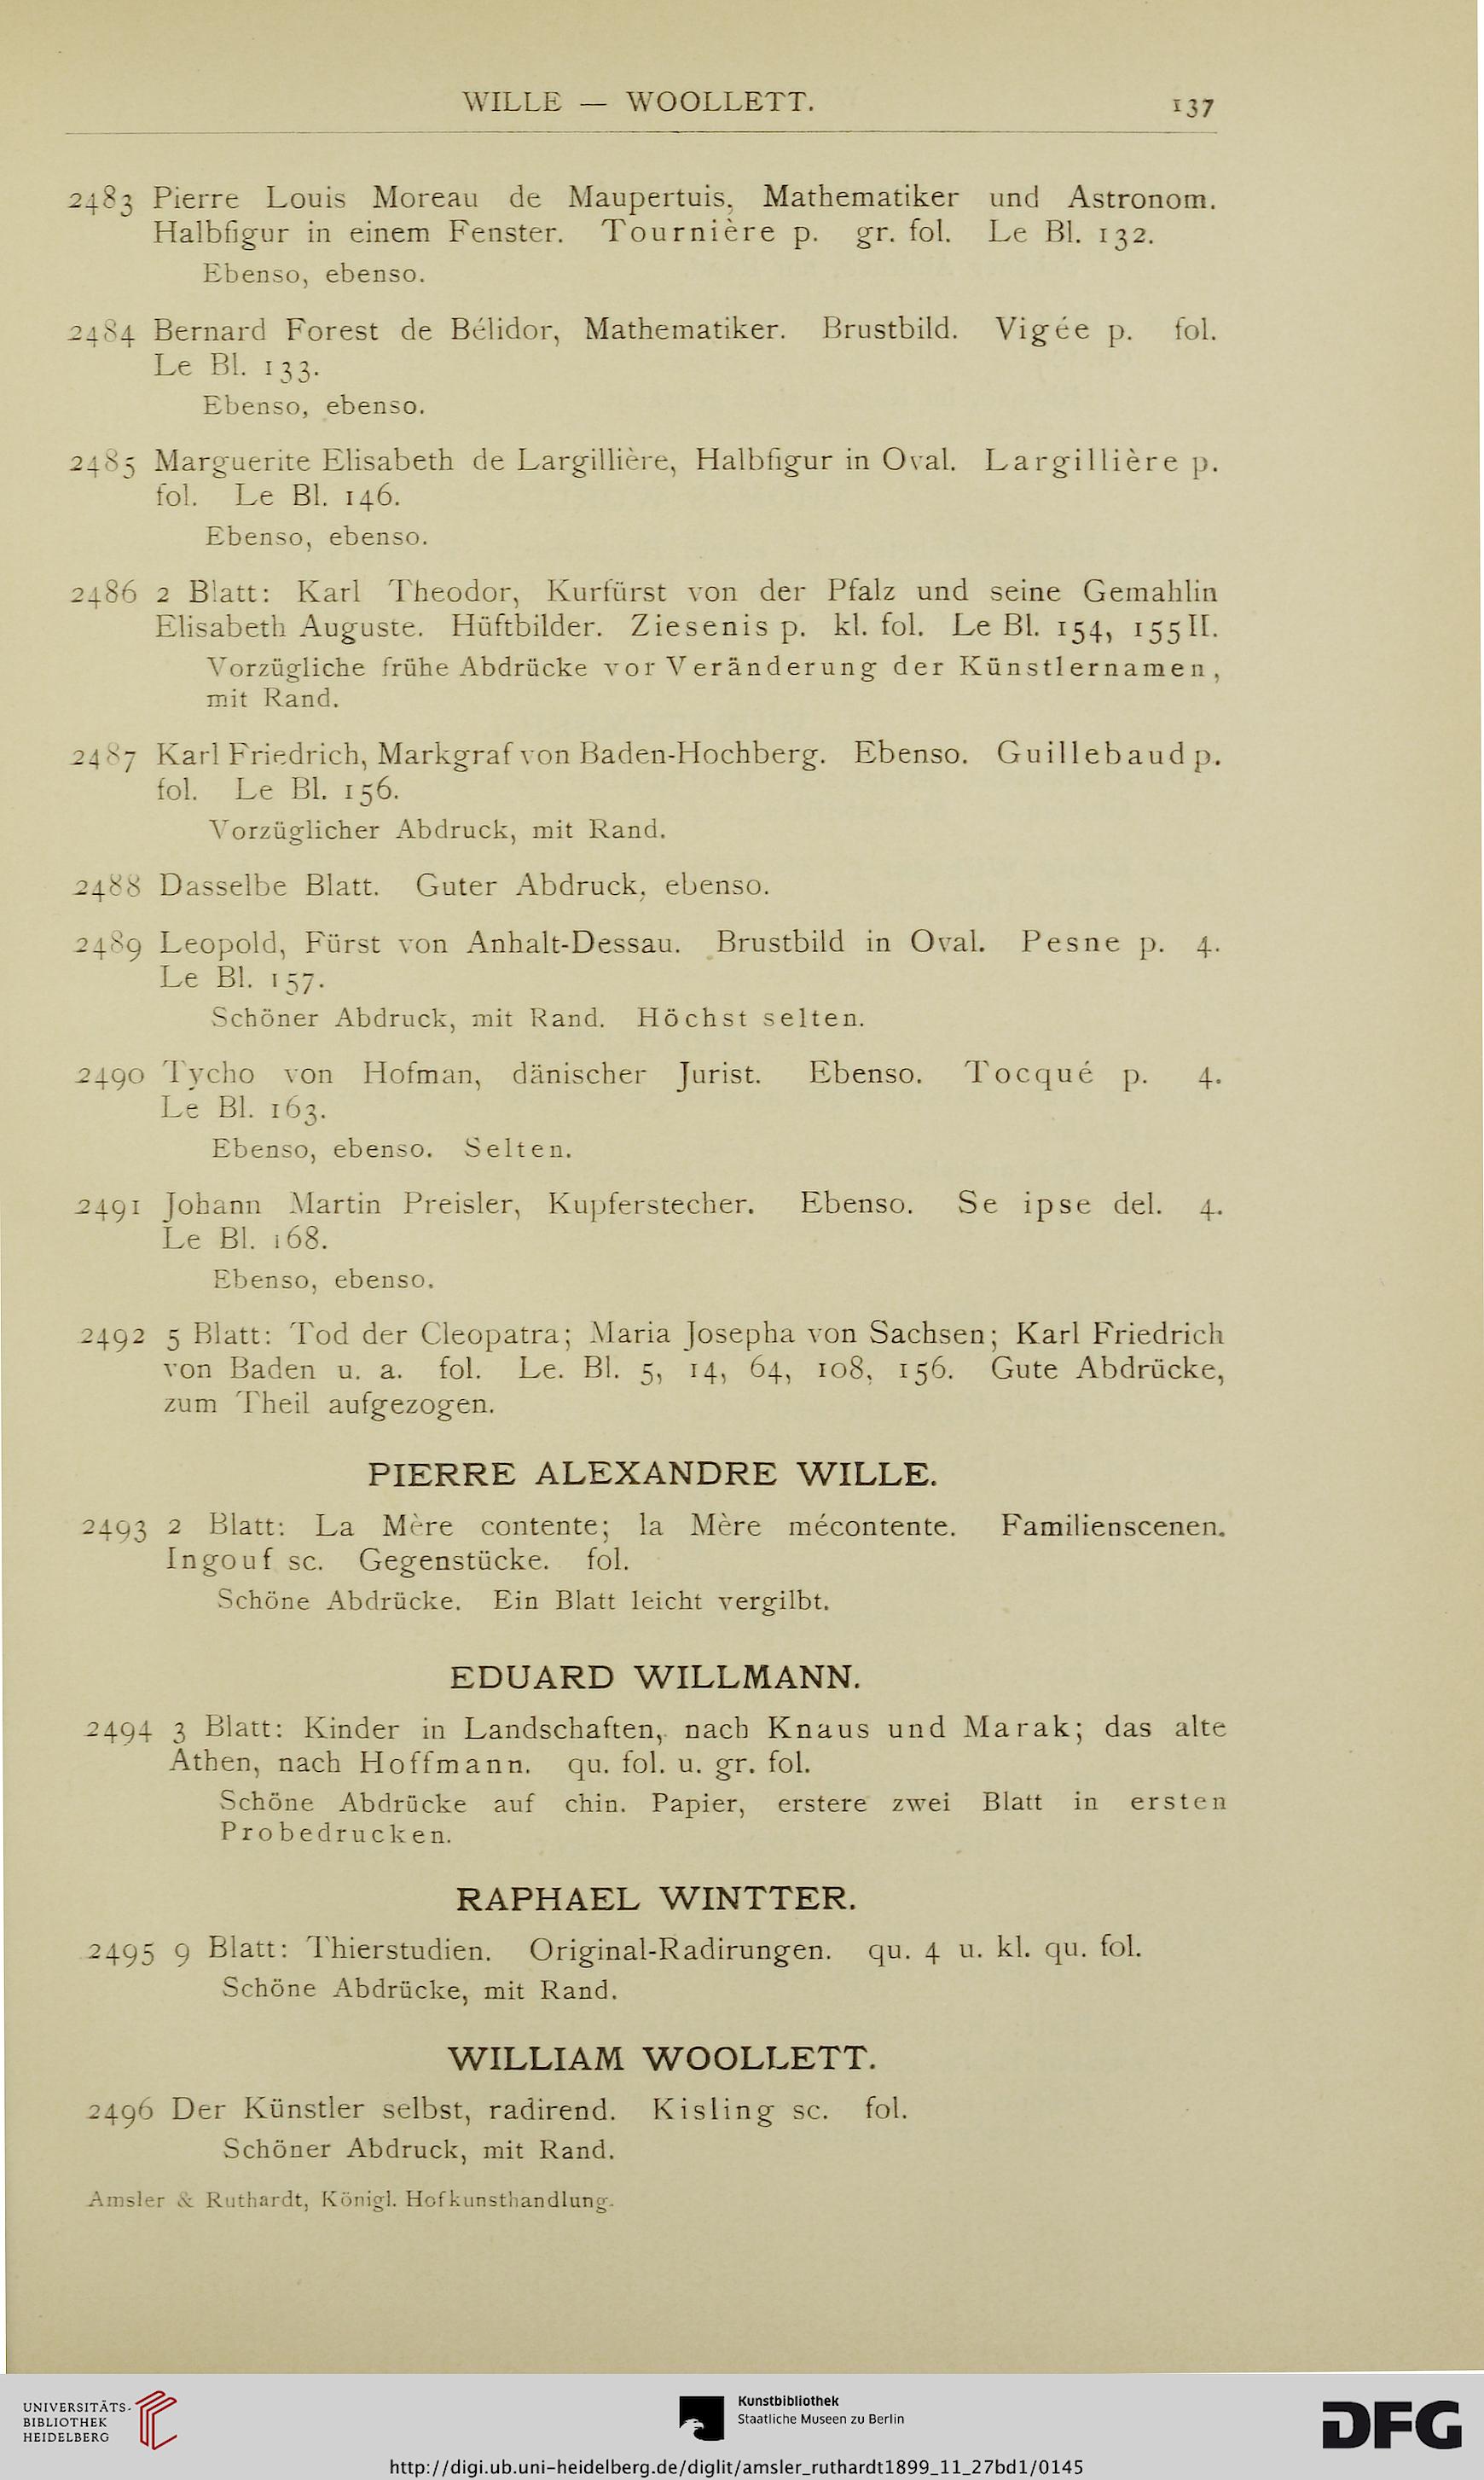 WILLE — WOOLLETT.
137
2483 Pierre Louis Moreau de Maupertuis, Mathematiker und Astronom.
Halbfigur in einem Fenster. Tournière p. gr. fol. Le Bl. 132.
Ebenso, ebenso.
2484 Bernard Forest de Bélidor, Mathematiker. Brustbild. Vigée p. fol.
Le Bl. 133.
Ebenso, ebenso.
2485 Marguerite Elisabeth de Largillière, Halbfigur in Oval. Largillière p.
fol. Le Bl. 146.
Ebenso, ebenso.
2486 2 Blatt: Karl Theodor, Kurfürst von der Pfalz und seine Gemahlin
Elisabeth Auguste. Hüftbilder. Ziesenis p. kl. fol. Le Bl. 154, 155 II.
Vorzügliche frühe Abdrücke vor Veränderung der Künstlernamen,
mit Rand.
2487 Karl Friedrich, Markgraf von Baden-Hochberg. Ebenso. Guillebaud p.
fol. Le Bl. 156.
Vorzüglicher Abdruck, mit Rand.
2488 Dasselbe Blatt. Guter Abdruck, ebenso.
2489 Leopold, Fürst von Anhalt-Dessau. Brustbild in Oval. Pesne p. 4.
Le Bl. 157.
Schöner Abdruck, mit Rand. Höchst selten.
2490 Tycho von Hofman, dänischer Jurist. Ebenso. Tocqué p. 4.
Le Bl. 163.
Ebenso, ebenso. Selten.
2491 Johann Martin Preisler, Kupferstecher. Ebenso. Se ipse del. 4.
Le Bl. 168.
Ebenso, ebenso.
2492 5 Blatt: Tod der Cleopatra; Maria Josepha von Sachsen; Karl Friedrich
von Baden u. a. fol. Le. Bl. 5, 14, 64, 108, 156. Gute Abdrücke,
zum Theil aufgezogen.
PIERRE ALEXANDRE WILLE.
2493 2 Blatt: La Mère contente; la Mère mécontente. Familienscenen.
Ingouf sc. Gegenstücke. fol.
Schöne Abdrücke. Ein Blatt leicht vergilbt.
EDUARD WILLMANN.
2494 3 Blatt: Kinder in Landschaften, nach Knaus und Marak; das alte
Athen, nach Hoffmann. qu. fol. u. gr. fol.
Schöne Abdrücke auf chin. Papier, erstere zwei Blatt in ersten
Probedrucken.
RAPHAEL WINTTER.
2495 9 Blatt: Thierstudien. Original-Radirungen. qu. 4 u. kl. qu. fol.
Schöne Abdrücke, mit Rand.
WILLIAM WOOLLETT.
2496 Der Künstler selbst, radirend. Kisling sc. fol.
Schöner Abdruck, mit Rand.
Amsler & Ruthardt, Königl. Hofkunsthandlung.
UNIVERSITÄTS-
BIBLIOTHEK
HEIDELBERG
Kunstbibliothek
Staatliche Museen zu Berlin
DFG
http://digi.ub.uni-heidelberg.de/diglit/amsler_ruthardt1899_11_27bd1/0145